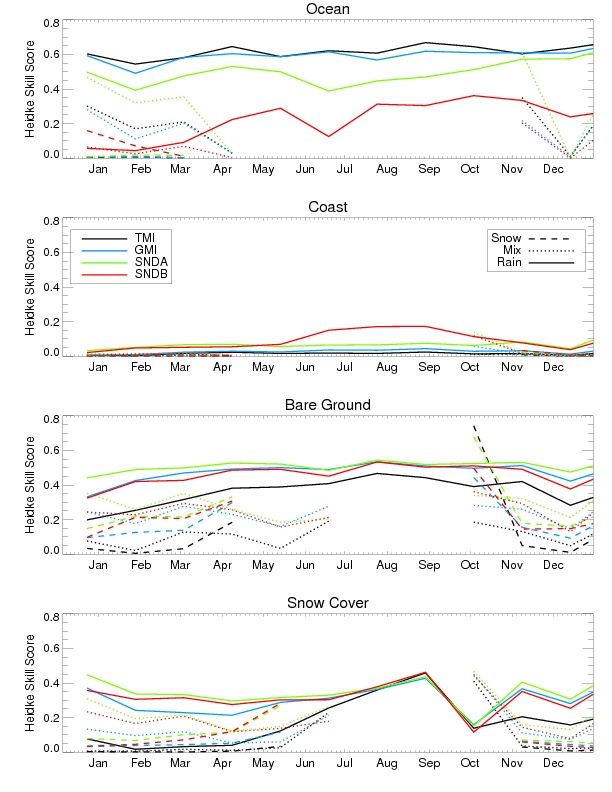 Ocean
Heidke Skill Score
0.8
0.6
0.4
0.2
0.0
Jan Feb Mar Apr May Jun Jul Aug Sep Oct Nov Dec
Coast
Heidke Skill Score
0.8
0.6
0.4
0.2
0.0
TMI
GMI
SNDA
SNDB
Snow
Mix
Rain
Jan Feb Mar Apr May Jun Jul Aug Sep Oct Nov Dec
Bare Ground
Heidke Skill Score
0.8
0.6
0.4
0.2
0.0
Jan Feb Mar Apr May Jun Jul Aug Sep Oct Nov Dec
Snow Cover
Heidke Skill Score
0.8
0.6
0.4
0.2
0.0
Jan Feb Mar Apr May Jun Jul Aug Sep Oct Nov Dec